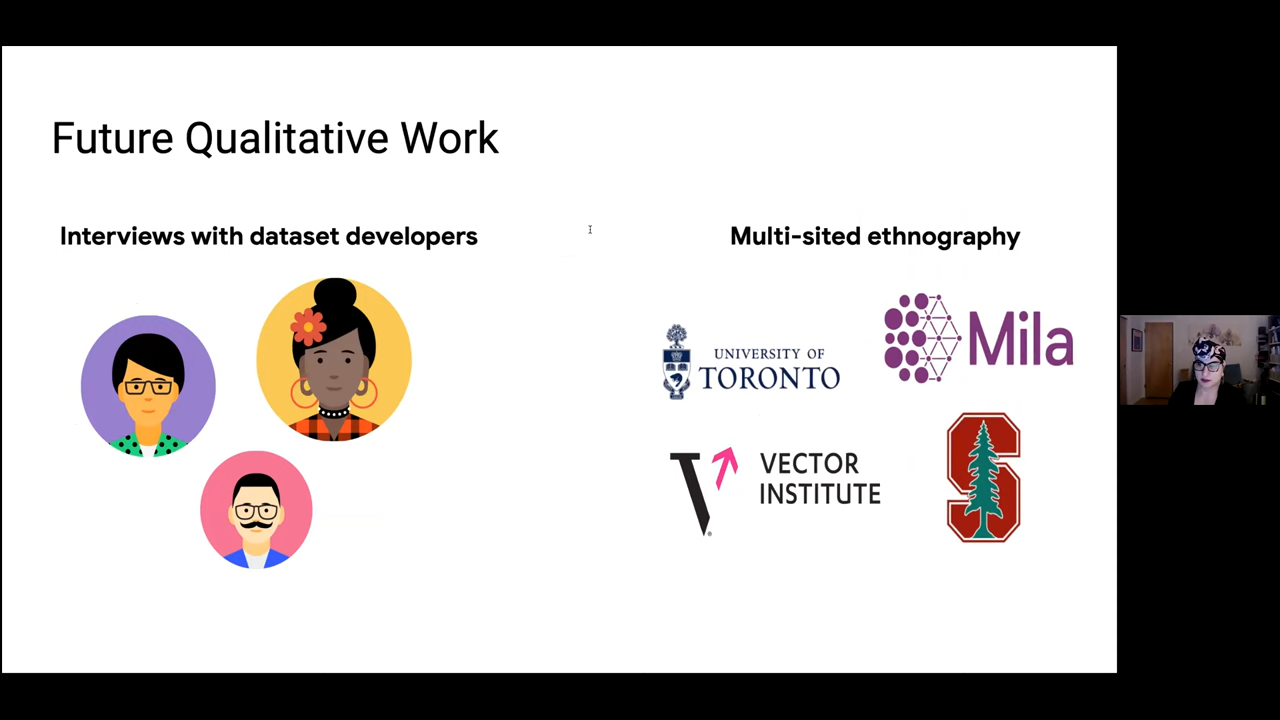 Future Qualitative Work
Interviews with dataset developers
Multi-sited ethnography
UNIVERSITY OF
TORONTO
Mila
VECTOR
INSTITUTE